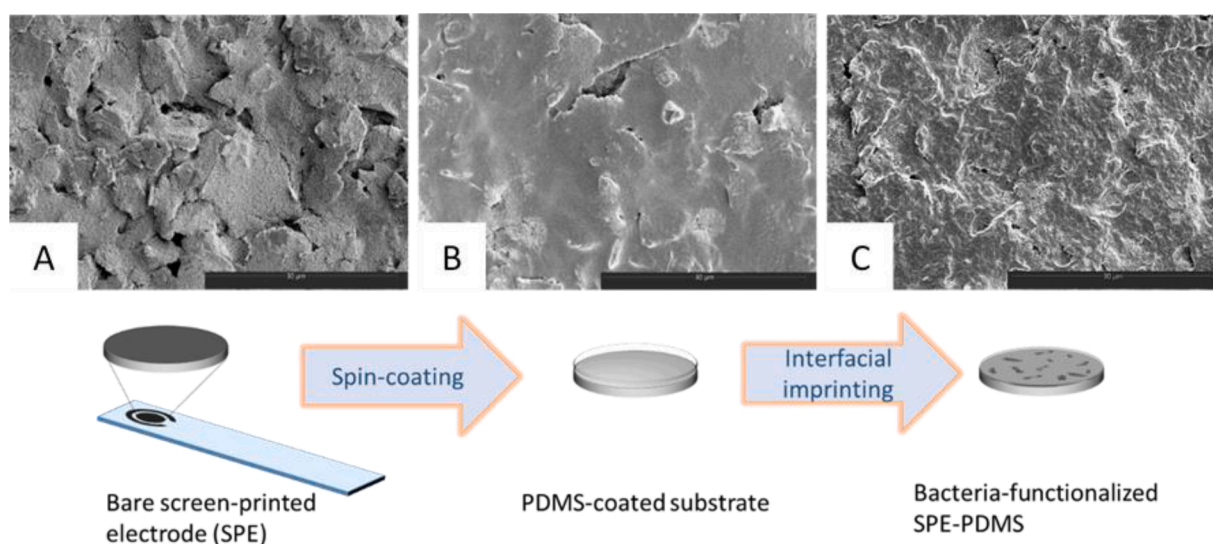 A
B
C
Spin-coating
Interfacial
imprinting
Bare screen-printed
electrode (SPE)
PDMS-coated substrate
Bacteria-functionalized
SPE-PDMS